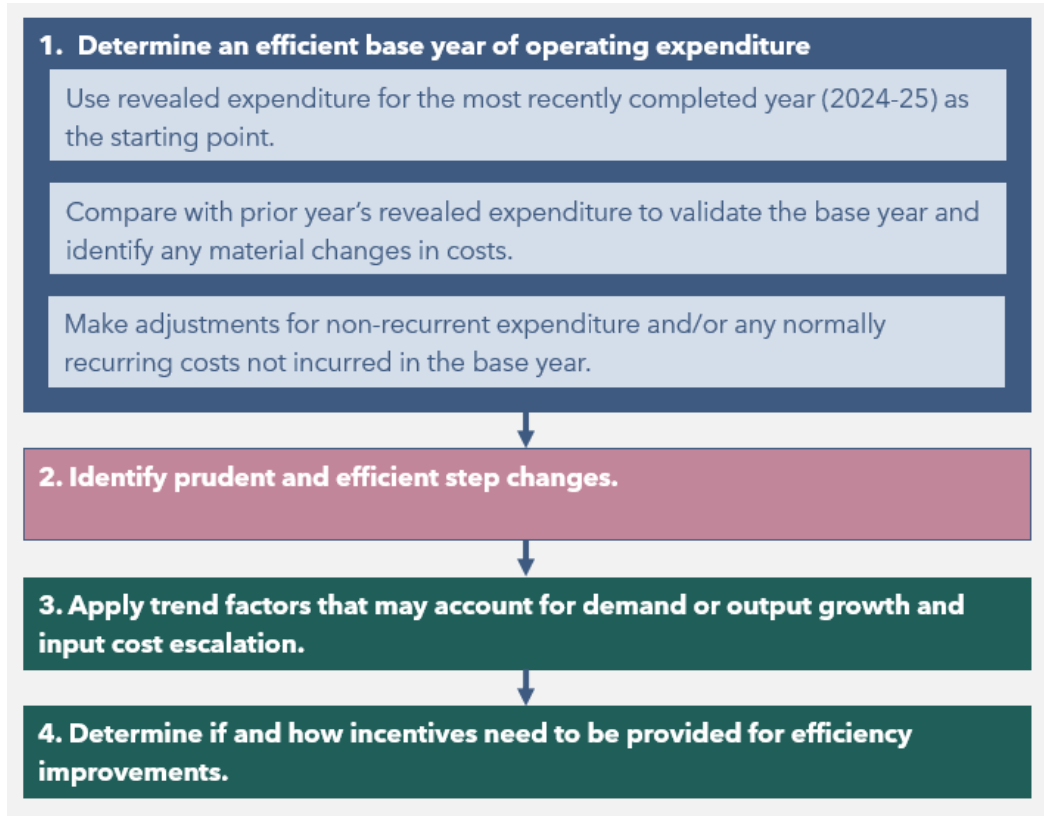 1. Determine an efficient base year of operating expenditure
Use revealed expenditure for the most recently completed year (2024-25) as
the starting point.
Compare with prior year’s revealed expenditure to validate the base year and
identify any material changes in costs.
Make adjustments for non-recurrent expenditure and/or any normally
recurring costs not incurred in the base year.
2. Identify prudent and efficient step changes.
3. Apply trend factors that may account for demand or output growth and
input cost escalation.
4. Determine if and how incentives need to be provided for efficiency
improvements.